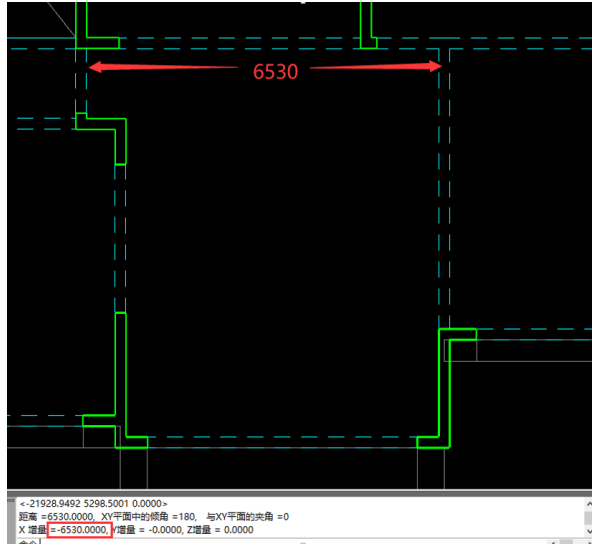 6530
<-21928.9492 5298.5001 0.0000>
距离 =6530.0000, XY平面中的倾角 =180, 与XY平面的夹角 =0
X 增量 =-6530.0000, Y增量 = -0.0000, Z增量 = 0.0000
命令